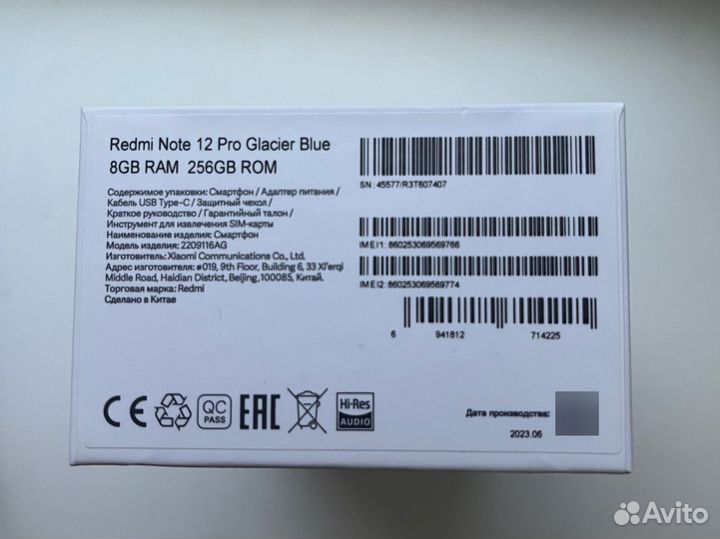 Redmi Note 12 Pro Glacier Blue
8GB RAM 256GB ROM
Содержимое упаковки: Смартфон / Адаптер питания /
Кабель USB Type-C / Защитный чехол /
Краткое руководство / Гарантийный талон /
Инструмент для извлечения SIM-карты
Наименование изделия: Смартфон
Модель изделия: 2209116AG
Изготовитель: Xiaomi Communications Co., Ltd.
Адрес изготовителя: #019, 9th Floor, Building 6, 33 Xi'erqi
Middle Road, Haidian District, Beijing,100085, Китай.
Торговая марка: Redmi
Сделано в Китае
SN: 45577/R3T607407
IMEI1: 860253069569766
IMEI2: 860253069569774
6 941812 714225
CE
QC
PASS
EAC
Hi-Res
AUDIO
Дата производства:
2023.06
Avito